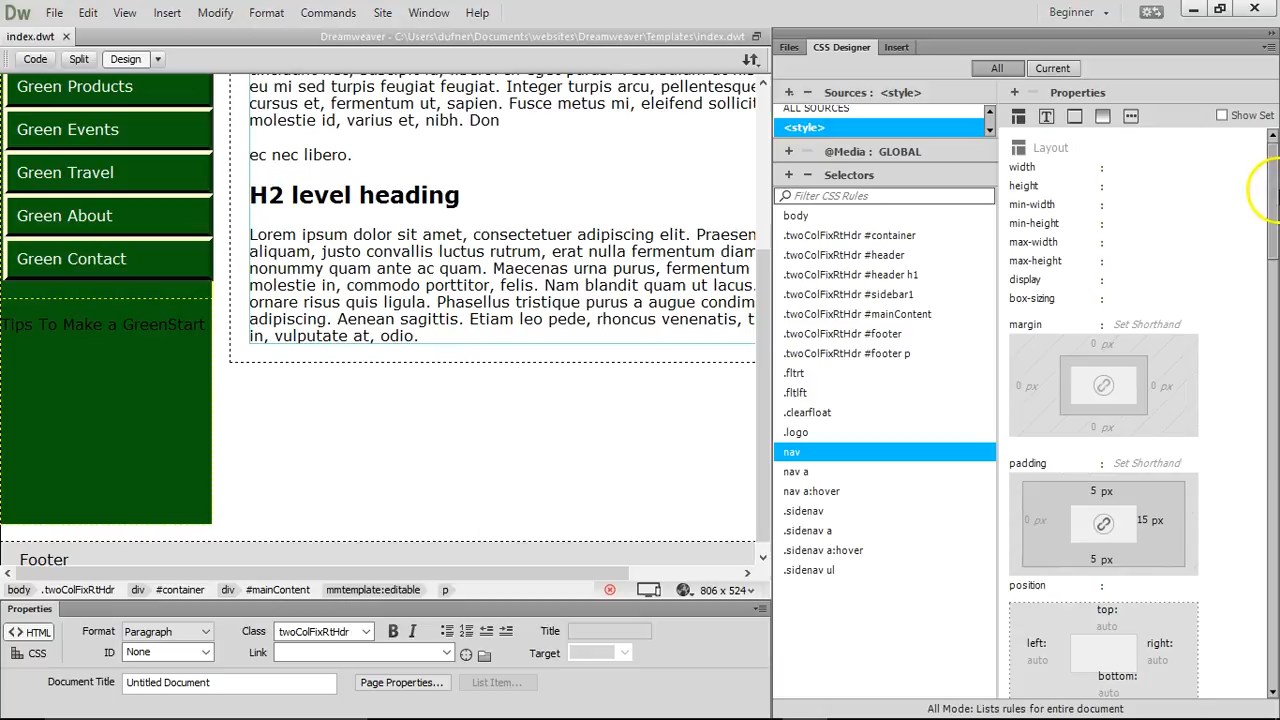 Dw File Edit View Insert Modify Format Commands Site Window Help Beginner
index.dwt × Dreamweaver - C:\Users\dufner\Documents\websites\Dreamweaver\Templates\index.dwt
Code Split Design
Green Products
Green Events
Green Travel
Green About
Green Contact
Tips To Make a GreenStart
eu mi sed turpis feugiat feugiat. Integer turpis arcu, pellentesque
cursus et, fermentum ut, sapien. Fusce metus mi, eleifend sollicit
molestie id, varius et, nibh. Don
ec nec libero.
H2 level heading
Lorem ipsum dolor sit amet, consectetuer adipiscing elit. Praesen
aliquam, justo convallis luctus rutrum, erat nulla fermentum diam
nonummy quam ante ac quam. Maecenas urna purus, fermentum
molestie in, commodo porttitor, felis. Nam blandit quam ut lacus.
ornare risus quis ligula. Phasellus tristique purus a augue condim
adipiscing. Aenean sagittis. Etiam leo pede, rhoncus venenatis, t
in, vulputate at, odio.
Footer
body .twoColFixRtHdr div #container div #mainContent mmtemplate:editable p 806 x 524
Properties
<> HTML Format Paragraph Class twoColFixRtHdr B I Title
CSS ID None Link Target
Document Title Untitled Document Page Properties... List Item...
Files CSS Designer Insert
All Current
+ − Sources : <style>
ALL SOURCES
<style>
+ − @Media : GLOBAL
+ − Selectors
Filter CSS Rules
body
.twoColFixRtHdr #container
.twoColFixRtHdr #header
.twoColFixRtHdr #header h1
.twoColFixRtHdr #sidebar1
.twoColFixRtHdr #mainContent
.twoColFixRtHdr #footer
.twoColFixRtHdr #footer p
.fltrt
.fltlft
.clearfloat
.logo
nav
nav a
nav a:hover
.sidenav
.sidenav a
.sidenav a:hover
.sidenav ul
+ − Properties
T Show Set
Layout
width :
height :
min-width :
min-height :
max-width :
max-height :
display :
box-sizing :
margin : Set Shorthand
0 px
0 px 0 px
0 px
padding : Set Shorthand
5 px
0 px 15 px
5 px
position :
top:
auto
left: right:
auto auto
bottom:
auto
All Mode: Lists rules for entire document